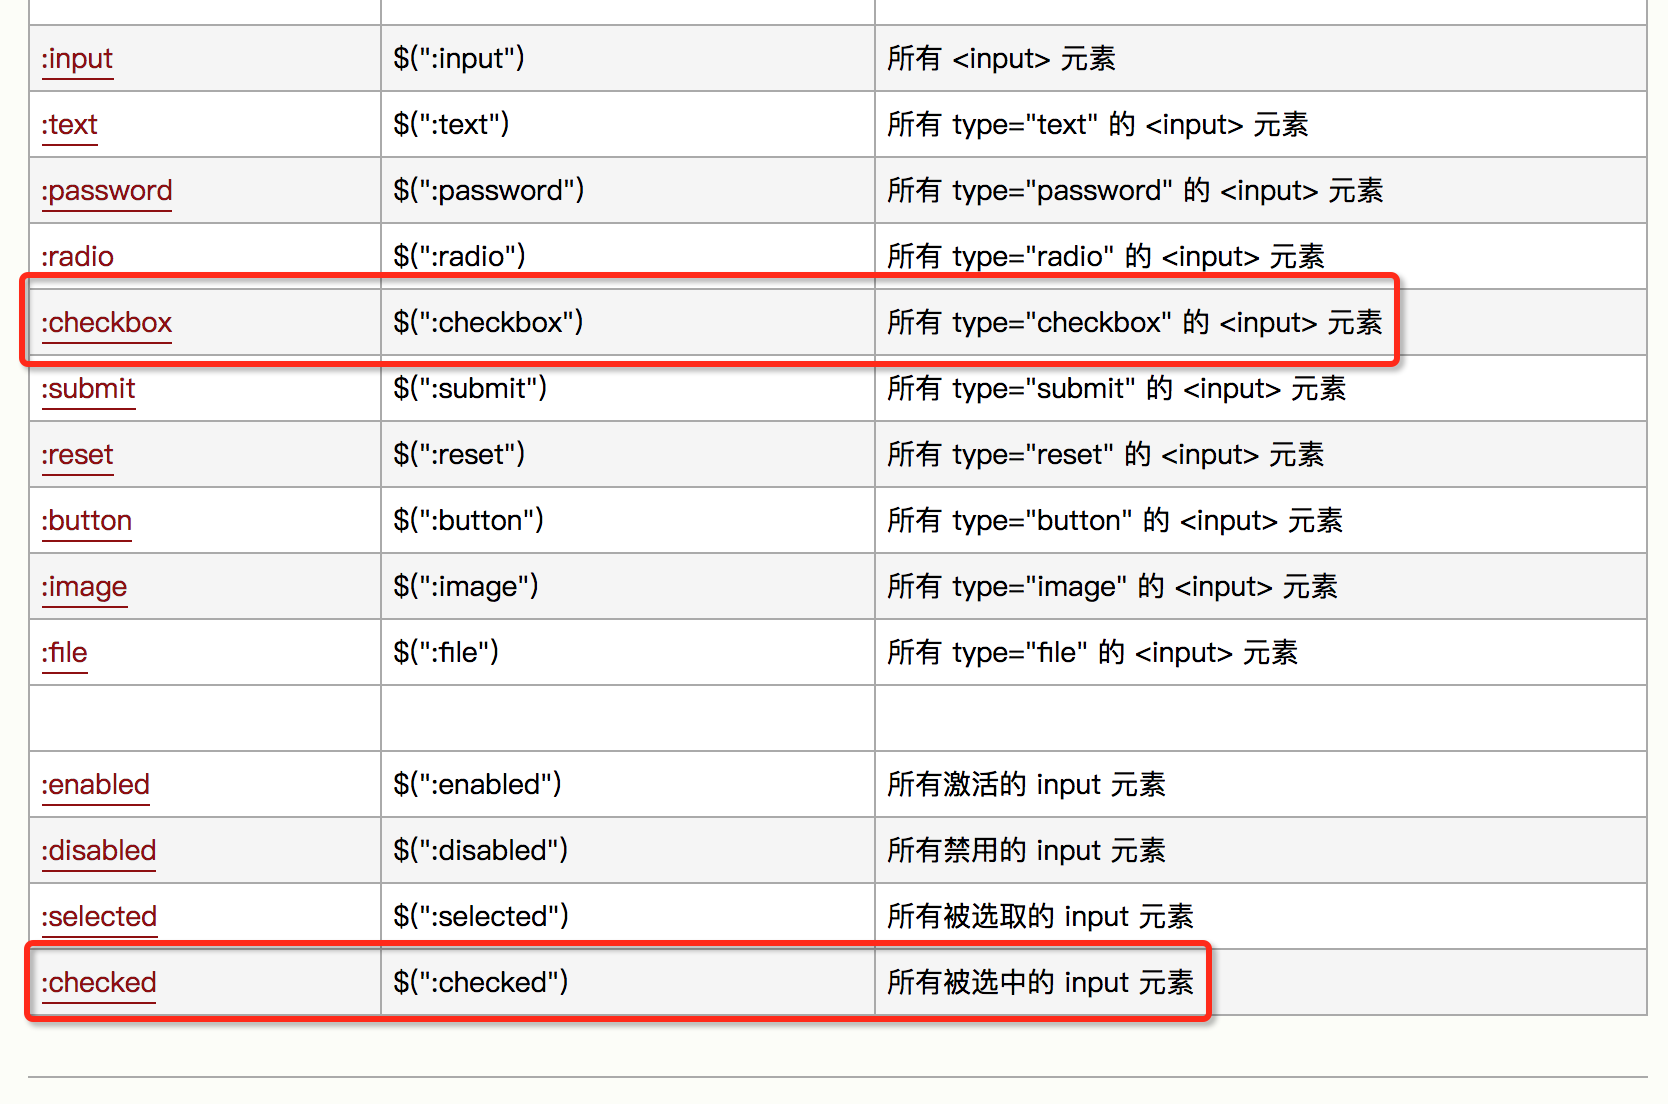 :input $(":input") 所有 <input> 元素
:text $(":text") 所有 type="text" 的 <input> 元素
:password $(":password") 所有 type="password" 的 <input> 元素
:radio $(":radio") 所有 type="radio" 的 <input> 元素
:checkbox $(":checkbox") 所有 type="checkbox" 的 <input> 元素
:submit $(":submit") 所有 type="submit" 的 <input> 元素
:reset $(":reset") 所有 type="reset" 的 <input> 元素
:button $(":button") 所有 type="button" 的 <input> 元素
:image $(":image") 所有 type="image" 的 <input> 元素
:file $(":file") 所有 type="file" 的 <input> 元素
:enabled $(":enabled") 所有激活的 input 元素
:disabled $(":disabled") 所有禁用的 input 元素
:selected $(":selected") 所有被选取的 input 元素
:checked $(":checked") 所有被选中的 input 元素